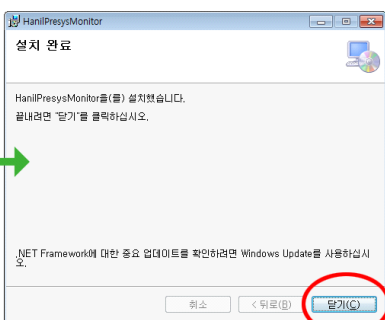 HanilPresysMonitor
설치 완료
HanilPresysMonitor을(를) 설치했습니다.
끝내려면 "닫기"를 클릭하십시오.
.NET Framework에 대한 중요 업데이트를 확인하려면 Windows Update를 사용하십시
오.
취소
< 뒤로(B)
닫기(C)